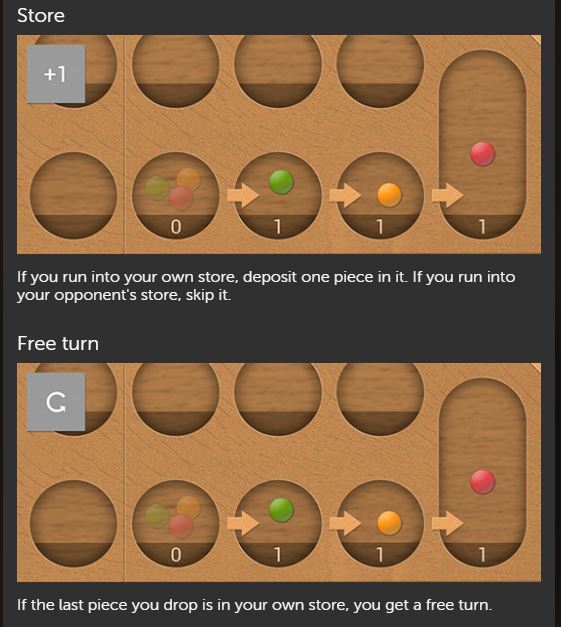 Store
+1
0 1 1 1
If you run into your own store, deposit one piece in it. If you run into
your opponent's store, skip it.
Free turn
0 1 1 1
If the last piece you drop is in your own store, you get a free turn.